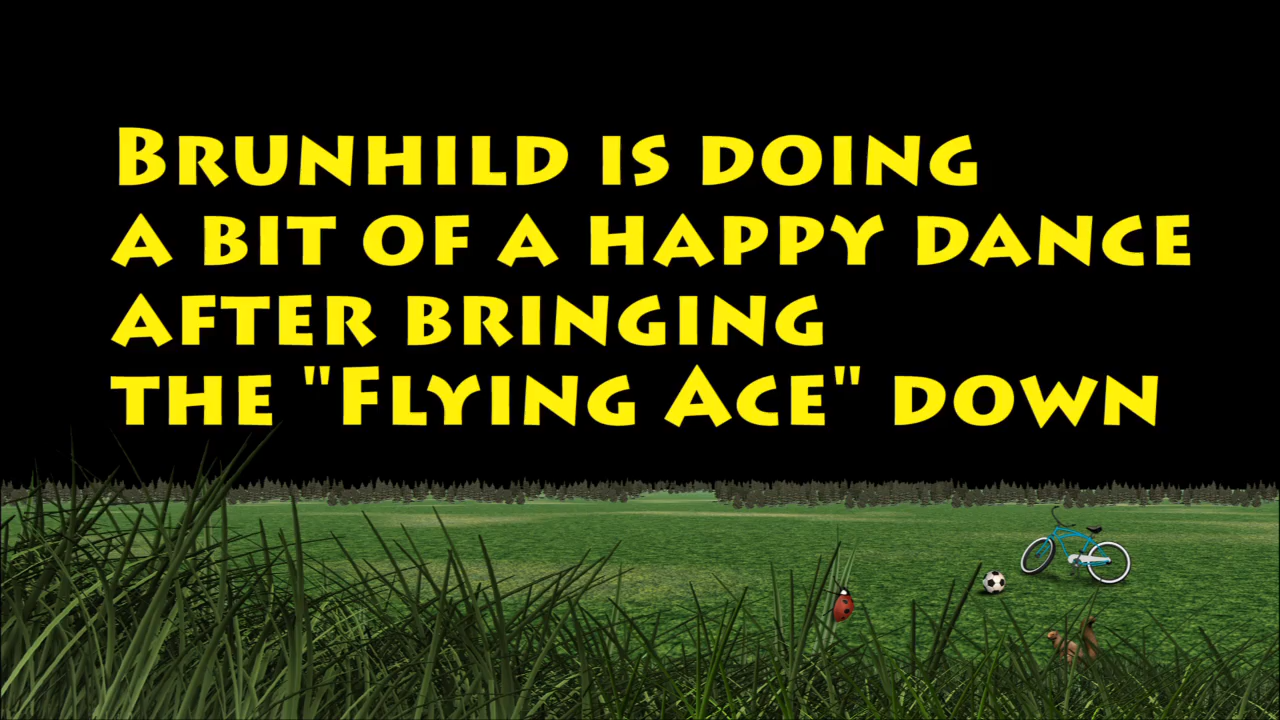 Brunhild is doing
a bit of a happy dance
after bringing
the "Flying Ace" down